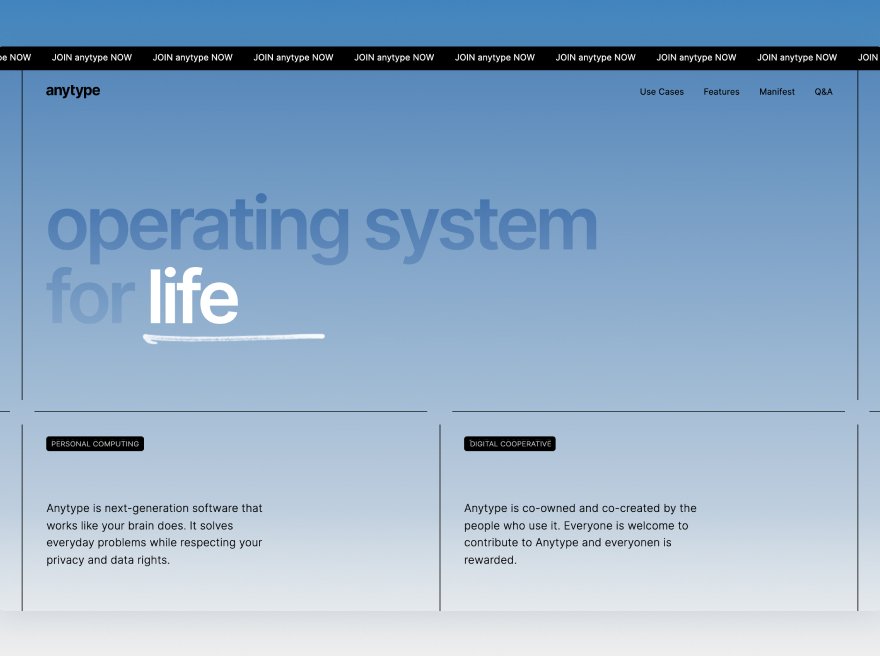 pe NOW JOIN anytype NOW JOIN anytype NOW JOIN anytype NOW JOIN anytype NOW JOIN anytype NOW JOIN anytype NOW JOIN anytype NOW JOIN anytype NOW JOIN
anytype Use Cases Features Manifest Q&A
operating system
for life
PERSONAL COMPUTING
Anytype is next-generation software that
works like your brain does. It solves
everyday problems while respecting your
privacy and data rights.
DIGITAL COOPERATIVE
Anytype is co-owned and co-created by the
people who use it. Everyone is welcome to
contribute to Anytype and everyonen is
rewarded.